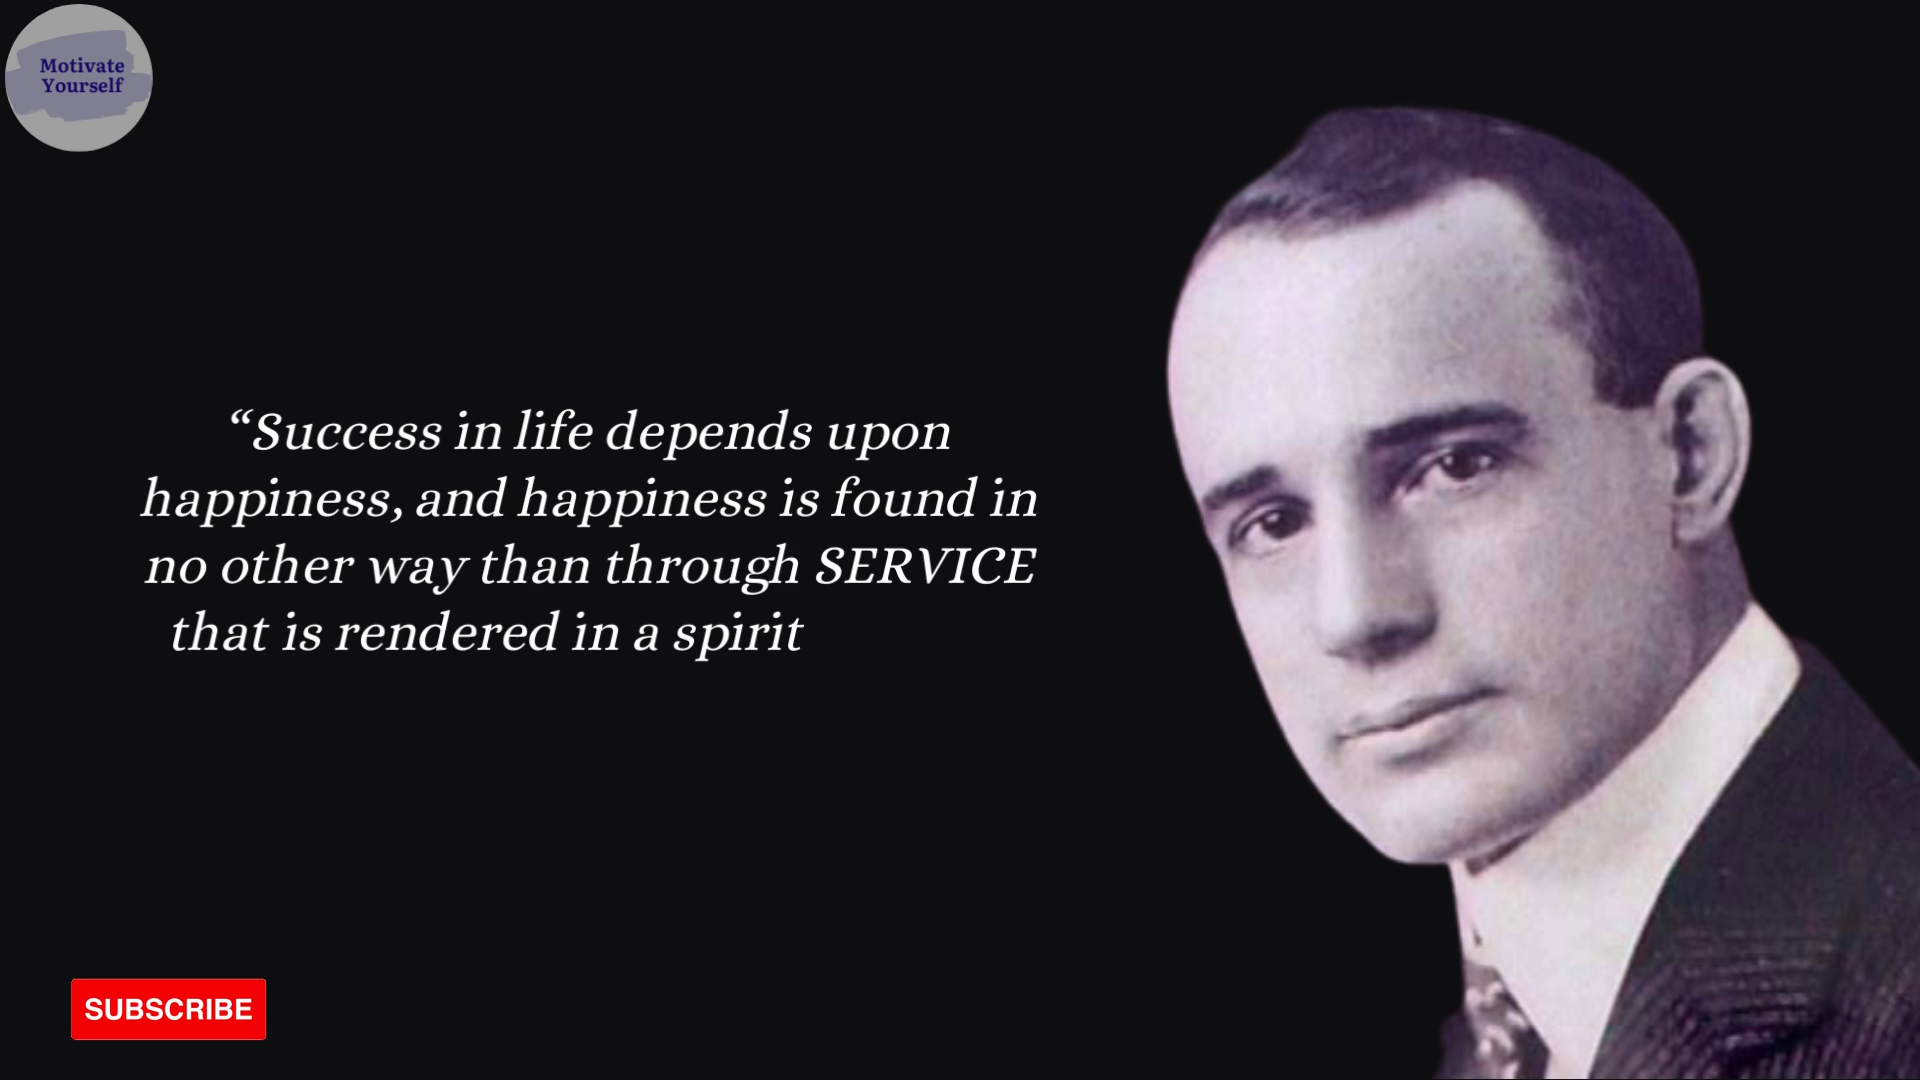 Motivate
Yourself
“Success in life depends upon
happiness, and happiness is found in
no other way than through SERVICE
that is rendered in a spirit
SUBSCRIBE